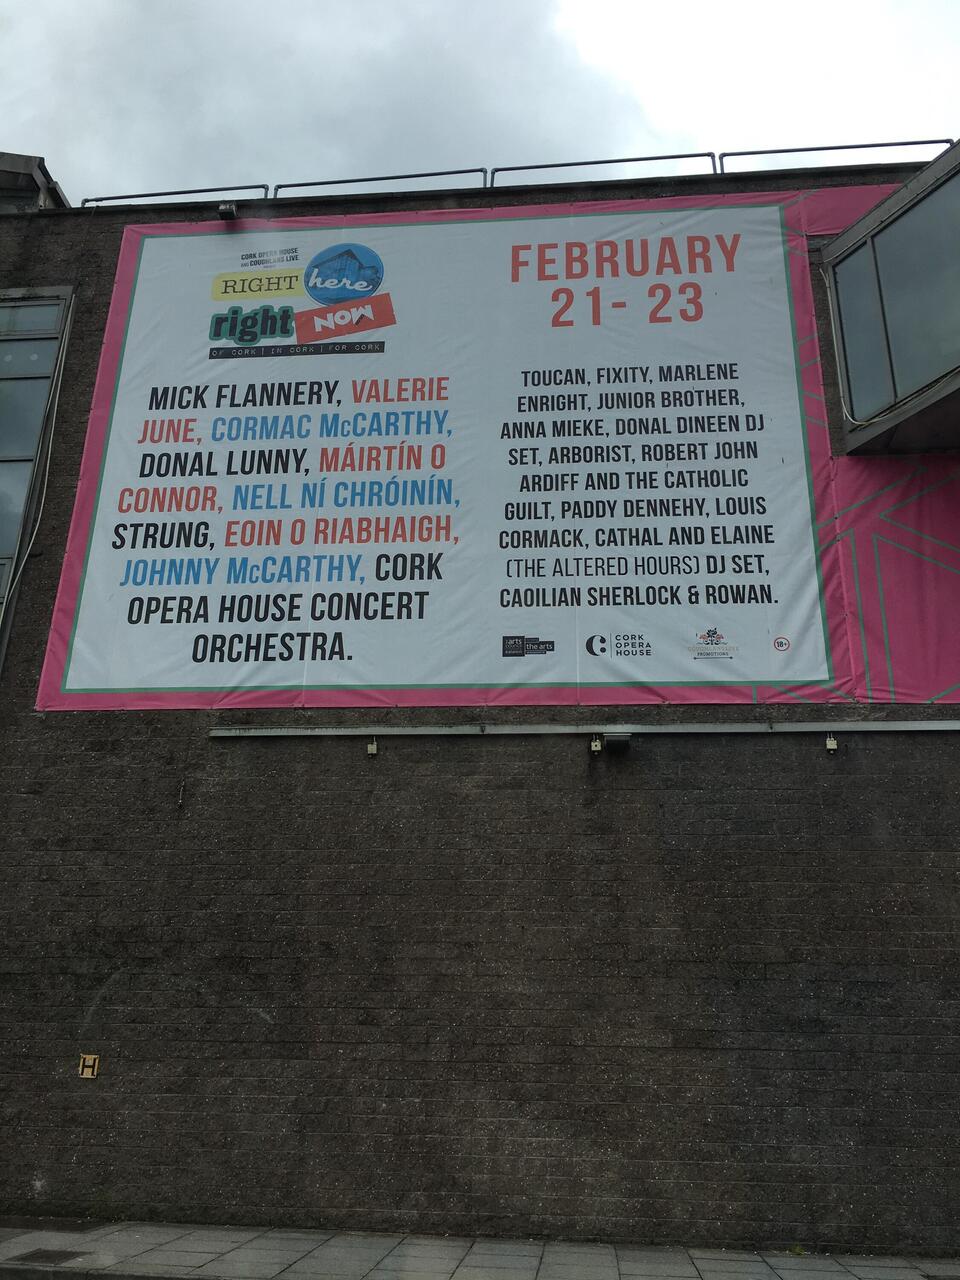 CORK OPERA HOUSE
AND COUGHLANS LIVE
RIGHT here
right NOW
OF CORK | IN CORK | FOR CORK
MICK FLANNERY, VALERIE
JUNE, CORMAC McCARTHY,
DONAL LUNNY, MÁIRTÍN O
CONNOR, NELL NÍ CHRÓINÍN,
STRUNG, EOIN O RIABHAIGH,
JOHNNY McCARTHY, CORK
OPERA HOUSE CONCERT
ORCHESTRA.
FEBRUARY
21- 23
TOUCAN, FIXITY, MARLENE
ENRIGHT, JUNIOR BROTHER,
ANNA MIEKE, DONAL DINEEN DJ
SET, ARBORIST, ROBERT JOHN
ARDIFF AND THE CATHOLIC
GUILT, PADDY DENNEHY, LOUIS
CORMACK, CATHAL AND ELAINE
(THE ALTERED HOURS) DJ SET,
CAOILIAN SHERLOCK & ROWAN.
arts
the arts
CORK
OPERA
HOUSE
PROMOTIONS
18+
H